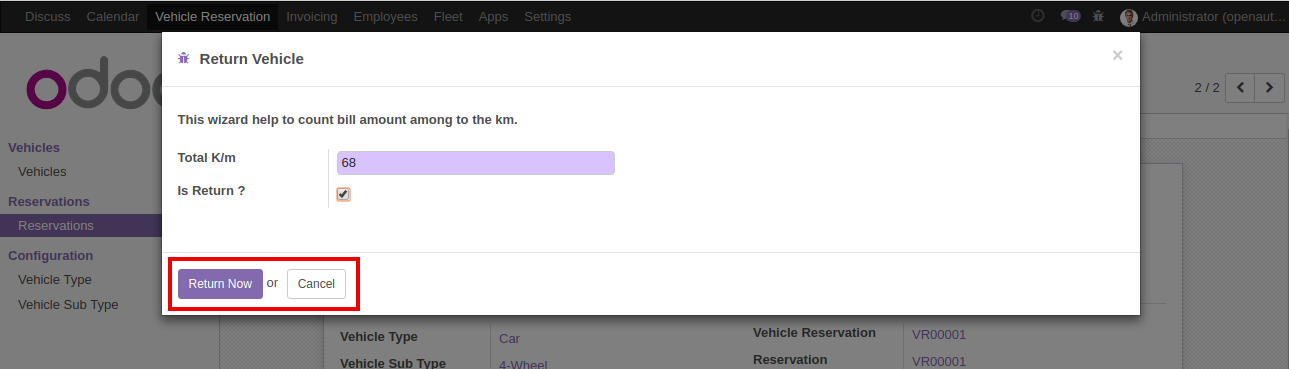 Discuss Calendar Vehicle Reservation Invoicing Employees Fleet Apps Settings 10 Administrator (openaut…
Return Vehicle ×
odoo
2 / 2
This wizard help to count bill amount among to the km.
Vehicles
Vehicles
Total K/m 68
Is Return ?
Reservations
Reservations
Configuration
Vehicle Type
Vehicle Sub Type
Return Now or Cancel
Vehicle Type Car Vehicle Reservation VR00001
Vehicle Sub Type 4-Wheel Reservation VR00001